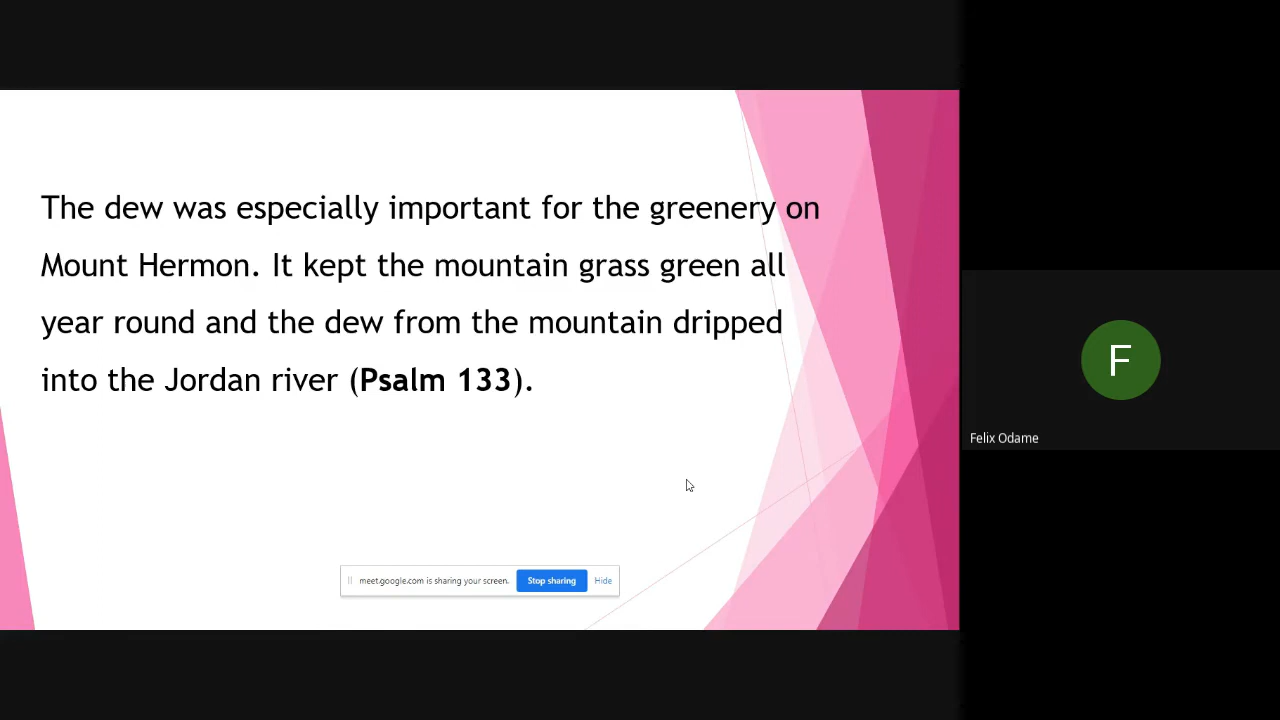 The dew was especially important for the greenery on
Mount Hermon. It kept the mountain grass green all
year round and the dew from the mountain dripped
into the Jordan river (Psalm 133).
meet.google.com is sharing your screen.
Stop sharing
Hide
F
Felix Odame